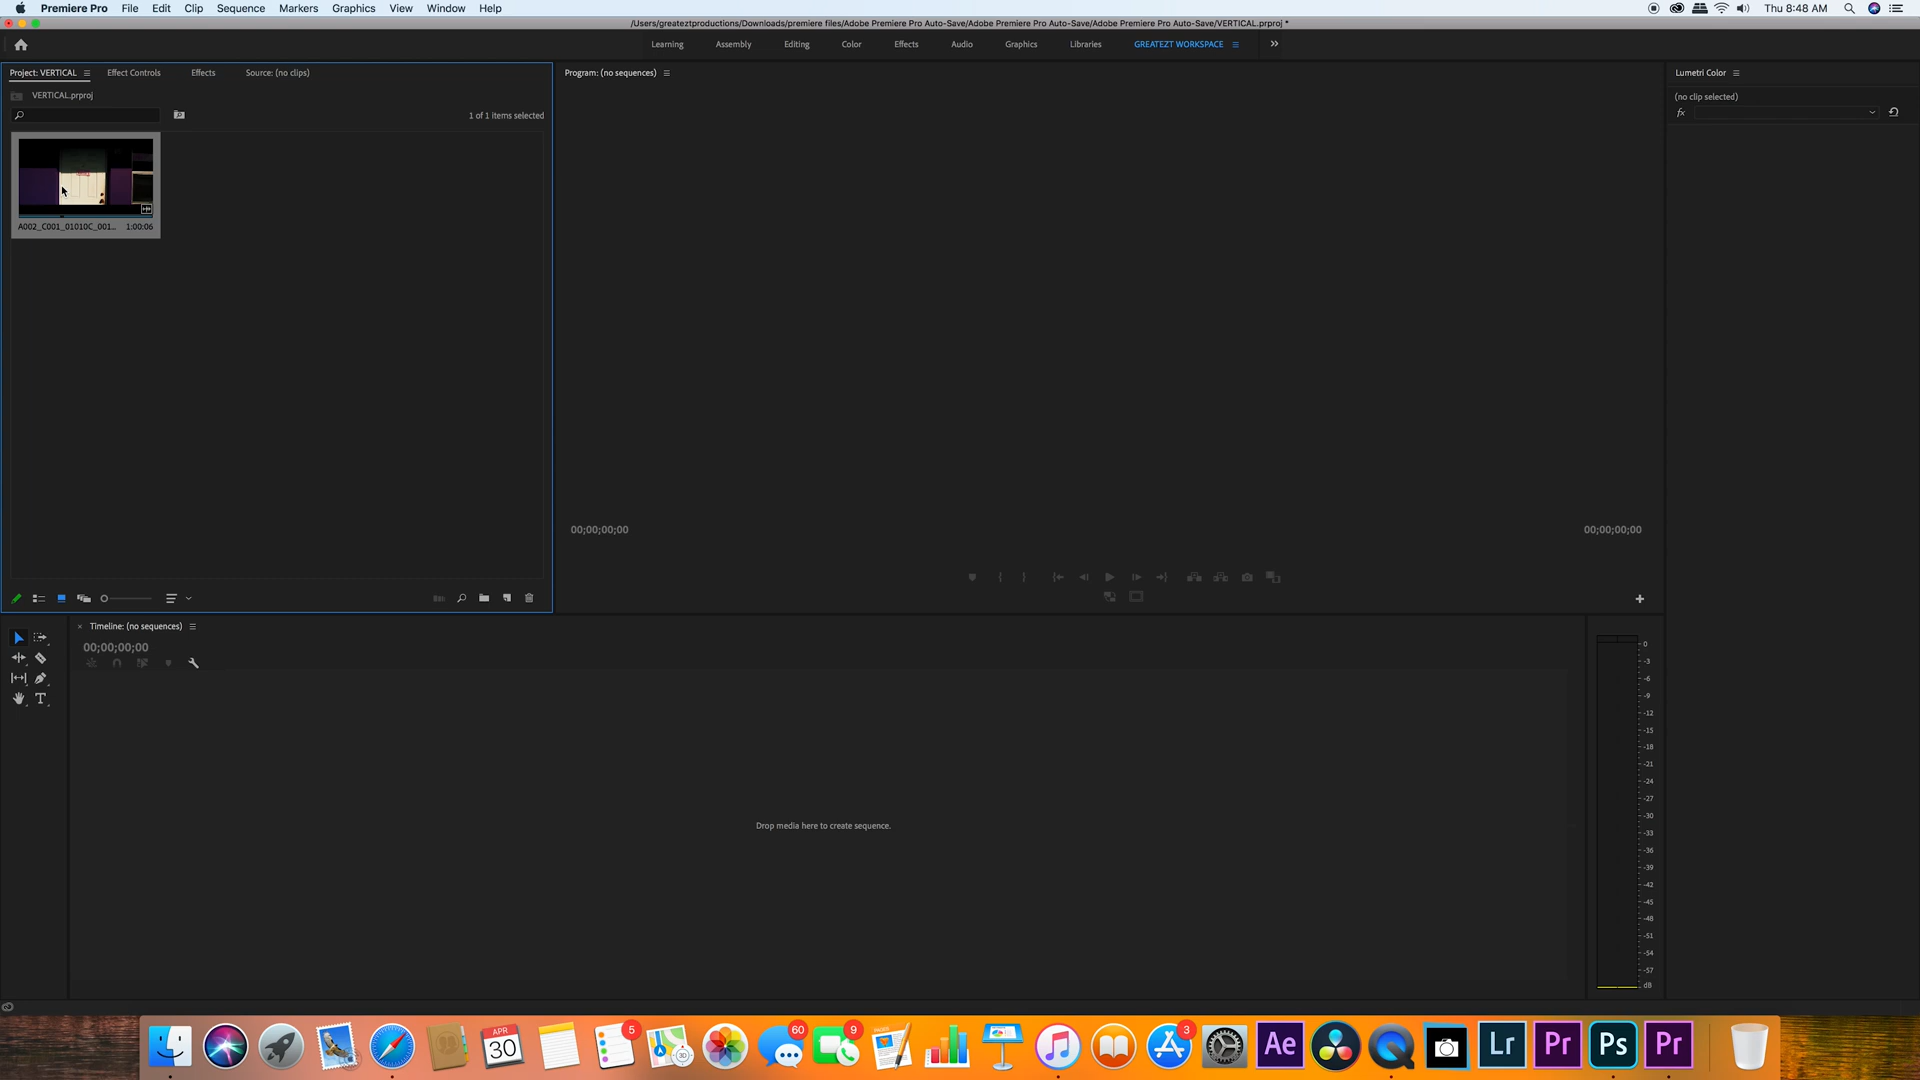 Premiere Pro File Edit Clip Sequence Markers Graphics View Window Help Thu 8:48 AM
/Users/greateztproductions/Downloads/premiere files/Adobe Premiere Pro Auto-Save/Adobe Premiere Pro Auto-Save/Adobe Premiere Pro Auto-Save/VERTICAL.prproj *
Learning Assembly Editing Color Effects Audio Graphics Libraries GREATEZT WORKSPACE
Project: VERTICAL Effect Controls Effects Source: (no clips) Program: (no sequences) Lumetri Color
VERTICAL.prproj
(no clip selected)
1 of 1 items selected
fx
A002_C001_01010C_001... 1:00:06
00;00;00;00 00;00;00;00
Timeline: (no sequences)
00;00;00;00
T
Drop media here to create sequence.
0
-3
-6
-9
-12
-15
-18
-21
-24
-27
-30
-33
-36
-39
-42
-45
-48
-51
-54
-57
dB
APR
30
5
60
9
3
Ae
Lr
Pr
Ps
Pr